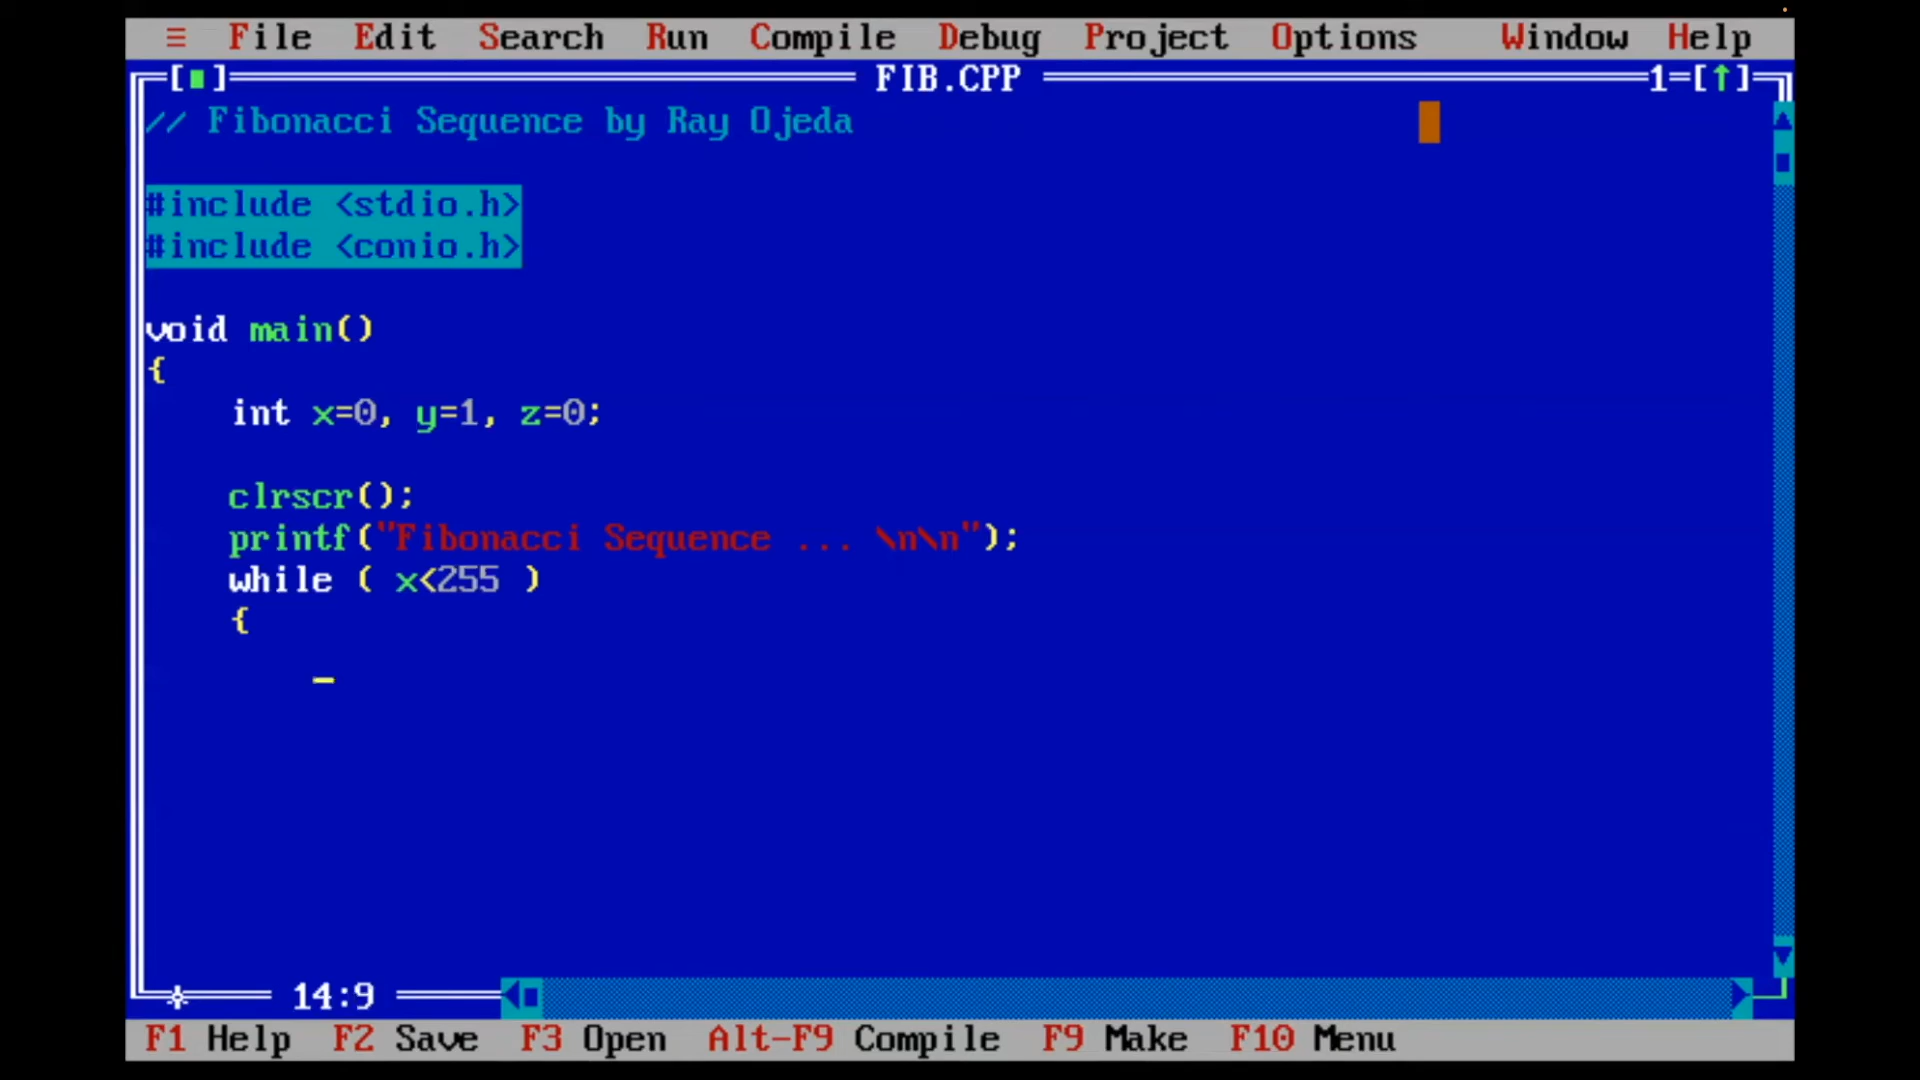 ≡ File Edit Search Run Compile Debug Project Options Window Help
[■] FIB.CPP 1=[↑]
// Fibonacci Sequence by Ray Ojeda
#include <stdio.h>
#include <conio.h>
void main()
{
int x=0, y=1, z=0;
clrscr();
printf("Fibonacci Sequence ... \n\n");
while ( x<255 )
{
14:9
F1 Help F2 Save F3 Open Alt-F9 Compile F9 Make F10 Menu